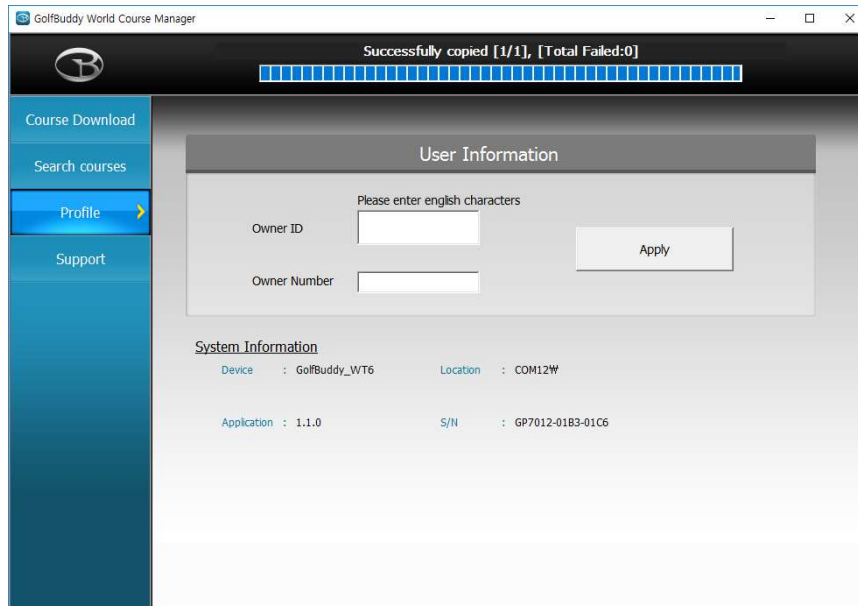 GolfBuddy World Course Manager
Successfully copied [1/1], [Total Failed:0]
Course Download
Search courses
Profile
Support
User Information
Please enter english characters
Owner ID
Apply
Owner Number
System Information
Device : GolfBuddy_WT6 Location : COM12₩
Application : 1.1.0 S/N : GP7012-01B3-01C6